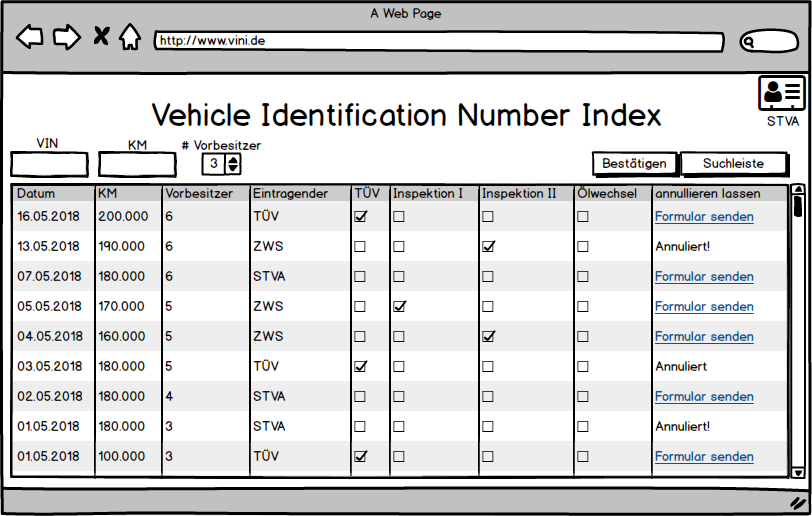 A Web Page
http://www.vini.de
STVA
Vehicle Identification Number Index
VIN KM # Vorbesitzer
3 Bestätigen Suchleiste
Datum KM Vorbesitzer Eintragender TÜV Inspektion I Inspektion II Ölwechsel annullieren lassen
16.05.2018 200.000 6 TÜV Formular senden
13.05.2018 190.000 6 ZWS Annuliert!
07.05.2018 180.000 6 STVA Formular senden
05.05.2018 170.000 5 ZWS Formular senden
04.05.2018 160.000 5 ZWS Formular senden
03.05.2018 180.000 5 TÜV Annuliert
02.05.2018 180.000 4 STVA Formular senden
01.05.2018 180.000 3 STVA Annuliert!
01.05.2018 100.000 3 TÜV Formular senden